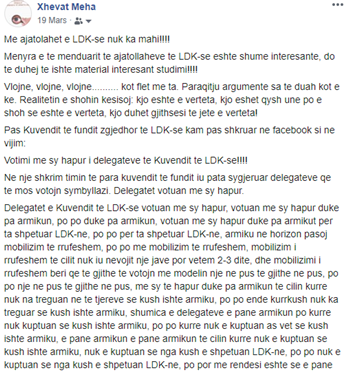 Xhevat Meha
19 Mars ·
Me ajatolahet e LDK-se nuk ka mahi!!!!
Menyra e te menduarit te ajatollaheve te LDK-se eshte shume interesante, do
te duhej te ishte material interesant studimi!!!!
Vlojne, vlojne, vlojne.......... kot flet me ta. Paraqitju argumente sa te duah kot e
ke. Realitetin e shohin kesisoj: kjo eshte e verteta, kjo eshet qysh une po e
shoh se eshte e verteta, kjo duhet gjithsesi te jete e verteta!
Pas Kuvendit te fundit zgjedhor te LDK-se kam pas shkruar ne facebook si ne
vijim:
Votimi me sy hapur i delegateve te Kuvendit te LDK-se!!!!
Ne nje shkrim timin te para kuvendit te fundit iu pata sygjeruar delegateve qe
te mos votojn symbyllazi. Delegatet votuan me sy hapur.
Delegatet e Kuvendit te LDK-se votuan me sy hapur, votuan me sy hapur duke
pa armikun, po po duke pa armikun, votuan me sy hapur duke pa armikut per
ta shpetuar LDK-ne, po po per ta shpetuar LDK-ne, armiku ne horizon pasoj
mobilizim te rrufeshem, po po me mobilizim te rrufeshem, mobilizim i
rrufeshem te cilit nuk iu nevojit nje jave por vetem 2-3 dite, dhe mobilizimi i
rrufeshem beri qe te gjithe te votojn me modelin nje ne pus te gjithe ne pus, po
po nje ne pus te gjithe ne pus, me sy te hapur duke pa armikun te cilin kurre
nuk na treguan ne te tjereve se kush ishte armiku, po po ende kurrkush nuk ka
treguar se kush ishte armiku, shumica e delegateve e pane armikun po kurre
nuk kuptuan se kush ishte armiku, po po kurre nuk e kuptuan as vet se kush
ishte armiku, e pane armikun e pane armikun te cilin kurre nuk e kuptuan se
kush ishte armiku, nuk e kuptuan se nga kush e shpetuan LDK-ne, po po nuk e
kuptuan se nga kush e shpetuan LDK-ne, po por me rendesi eshte se e pane